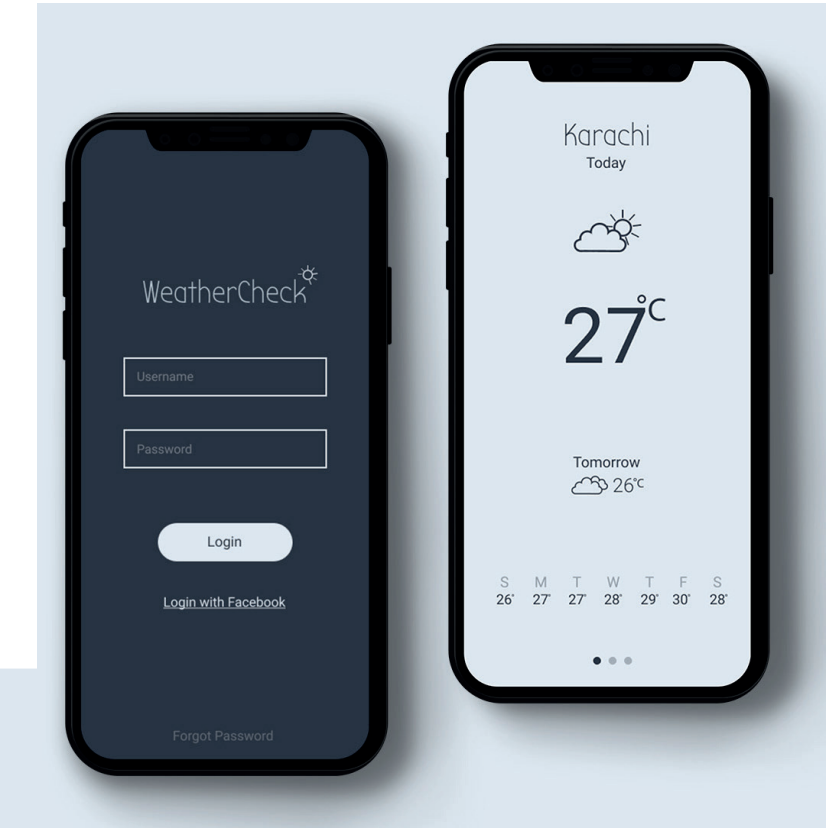 WeatherCheck
Username
Password
Login
Login with Facebook
Forgot Password
Karachi
Today
27°C
Tomorrow
26°C
S M T W T F S
26° 27° 27° 28° 29° 30° 28°